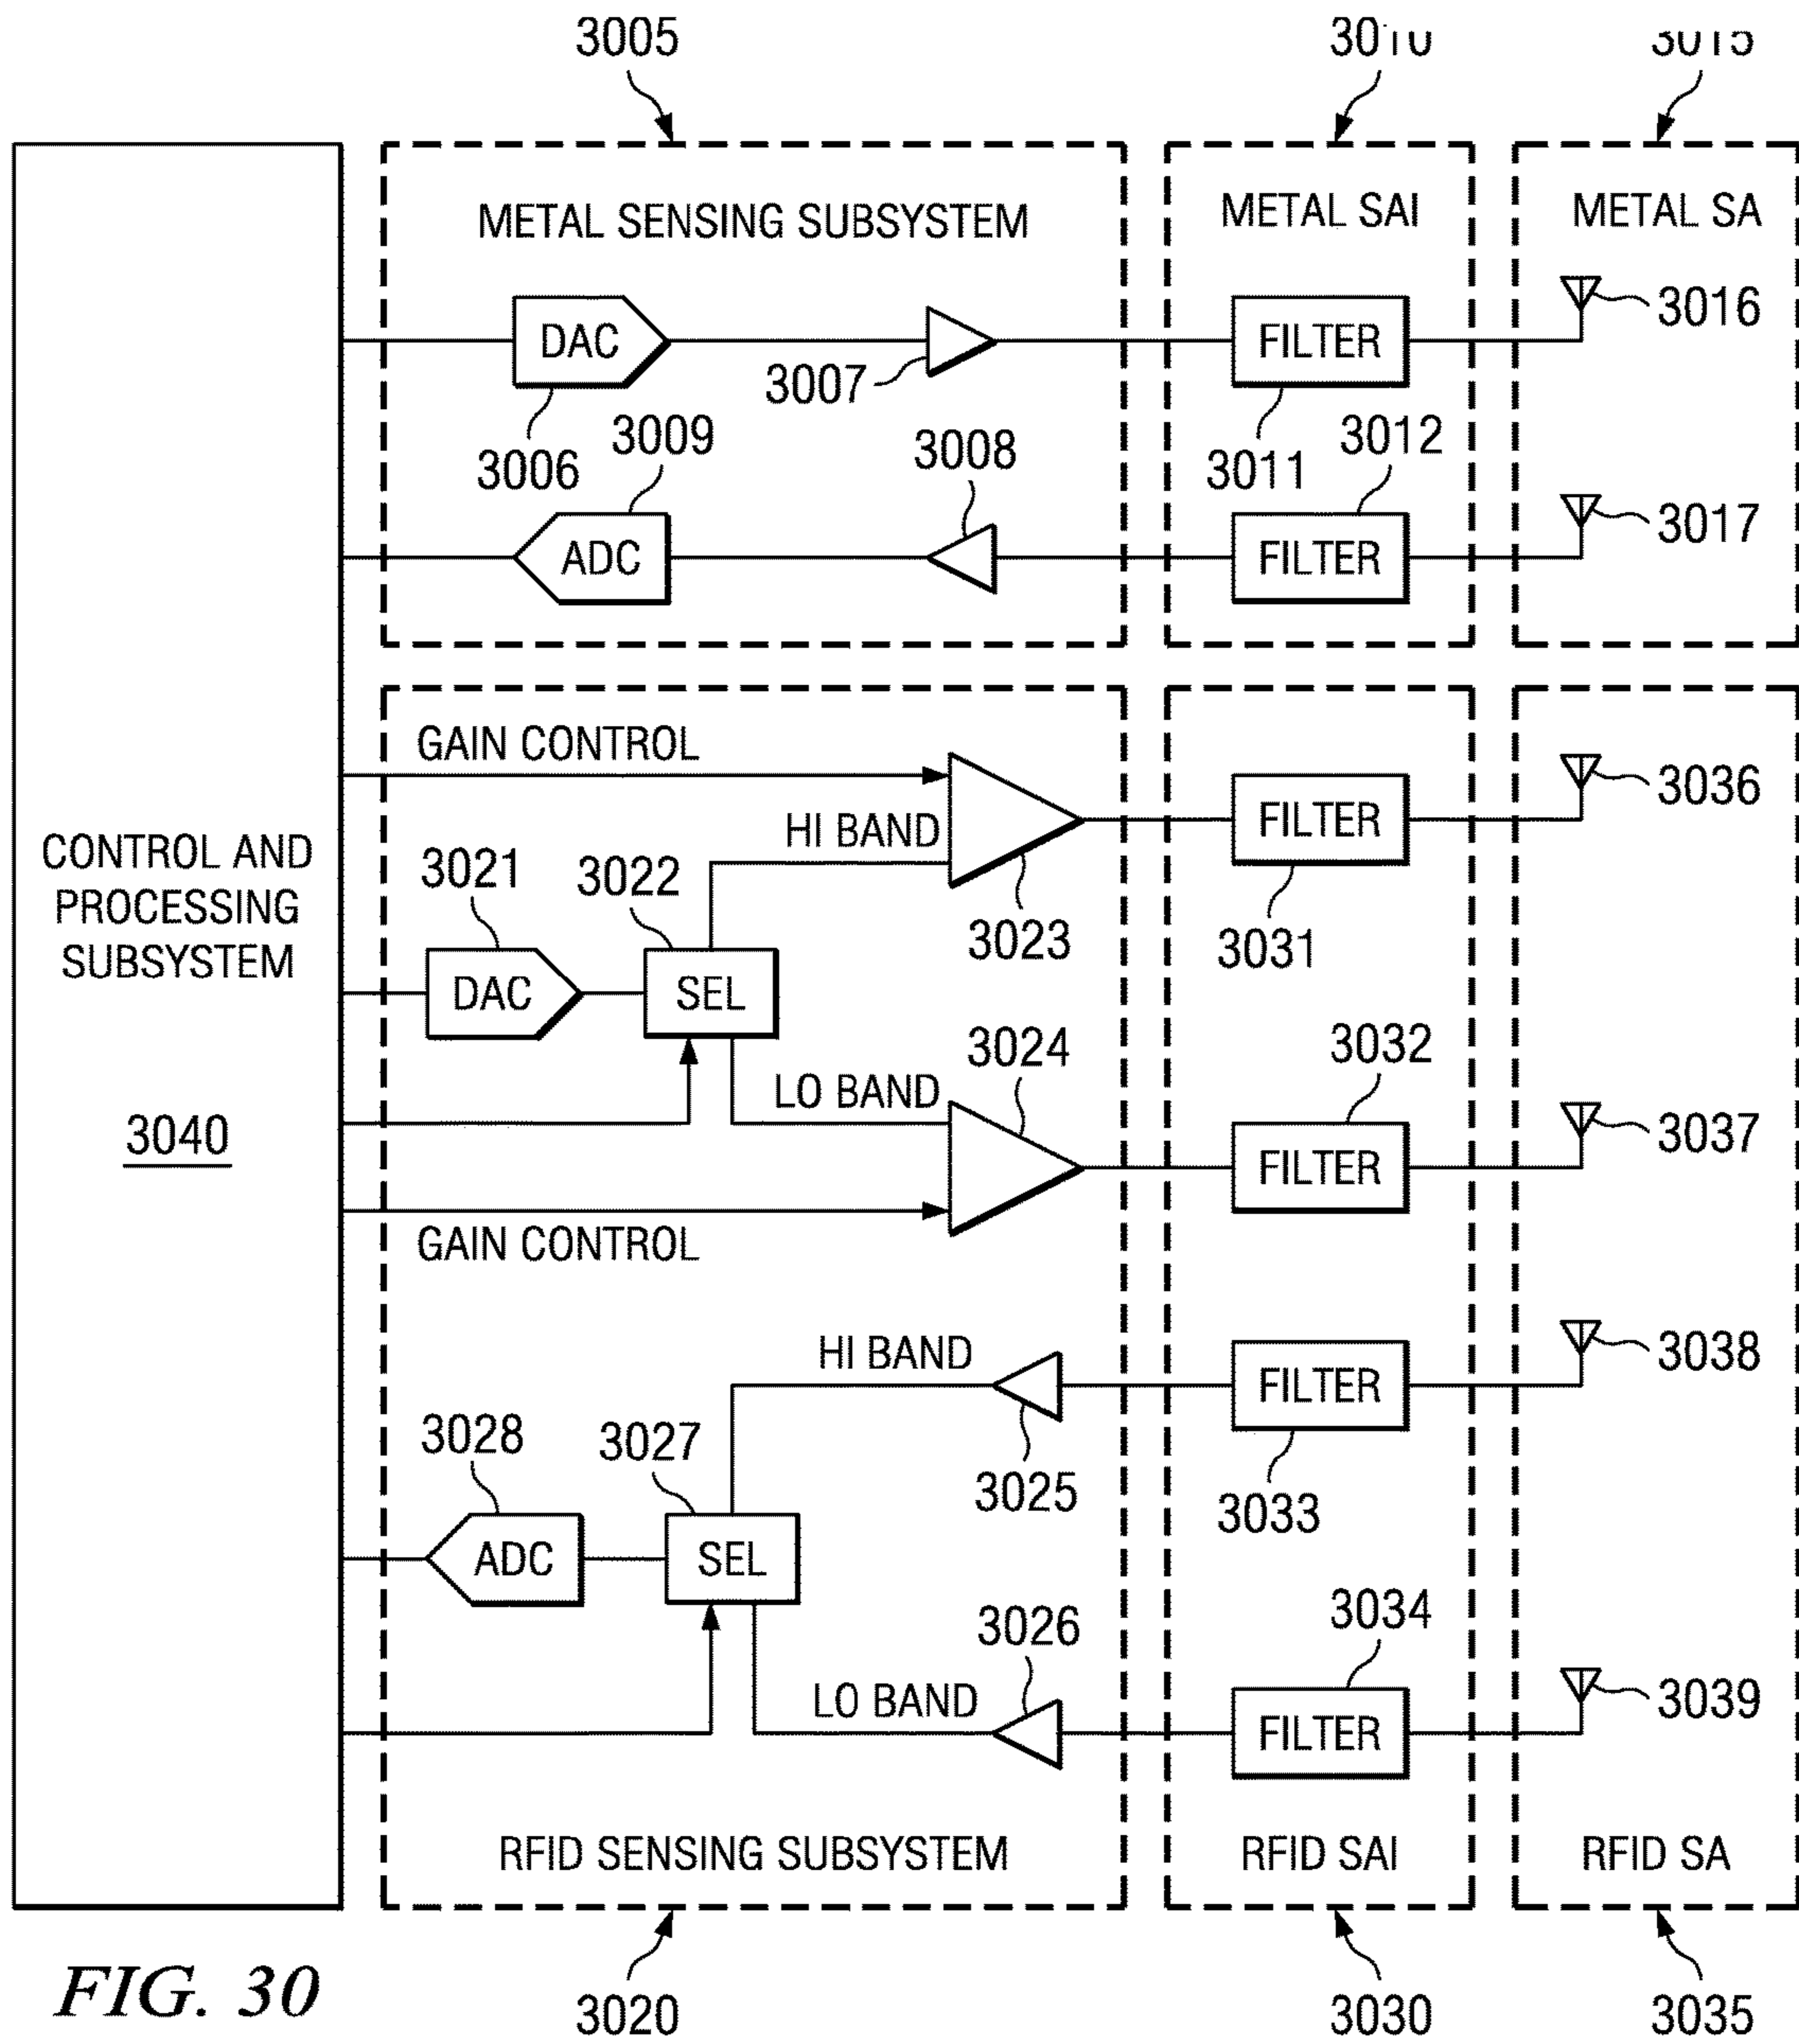 3005
3010
3015
METAL SENSING SUBSYSTEM
METAL SAI
METAL SA
DAC
3007
FILTER
3016
3006
3009
3008
3011
3012
ADC
FILTER
3017
GAIN CONTROL
HI BAND
FILTER
3036
CONTROL AND
PROCESSING
SUBSYSTEM
3040
3021
3022
3023
3031
DAC
SEL
3024
3032
LO BAND
FILTER
3037
GAIN CONTROL
HI BAND
FILTER
3038
3028
3027
3025
3033
ADC
SEL
3026
3034
LO BAND
FILTER
3039
RFID SENSING SUBSYSTEM
RFID SAI
RFID SA
FIG. 30
3020
3030
3035